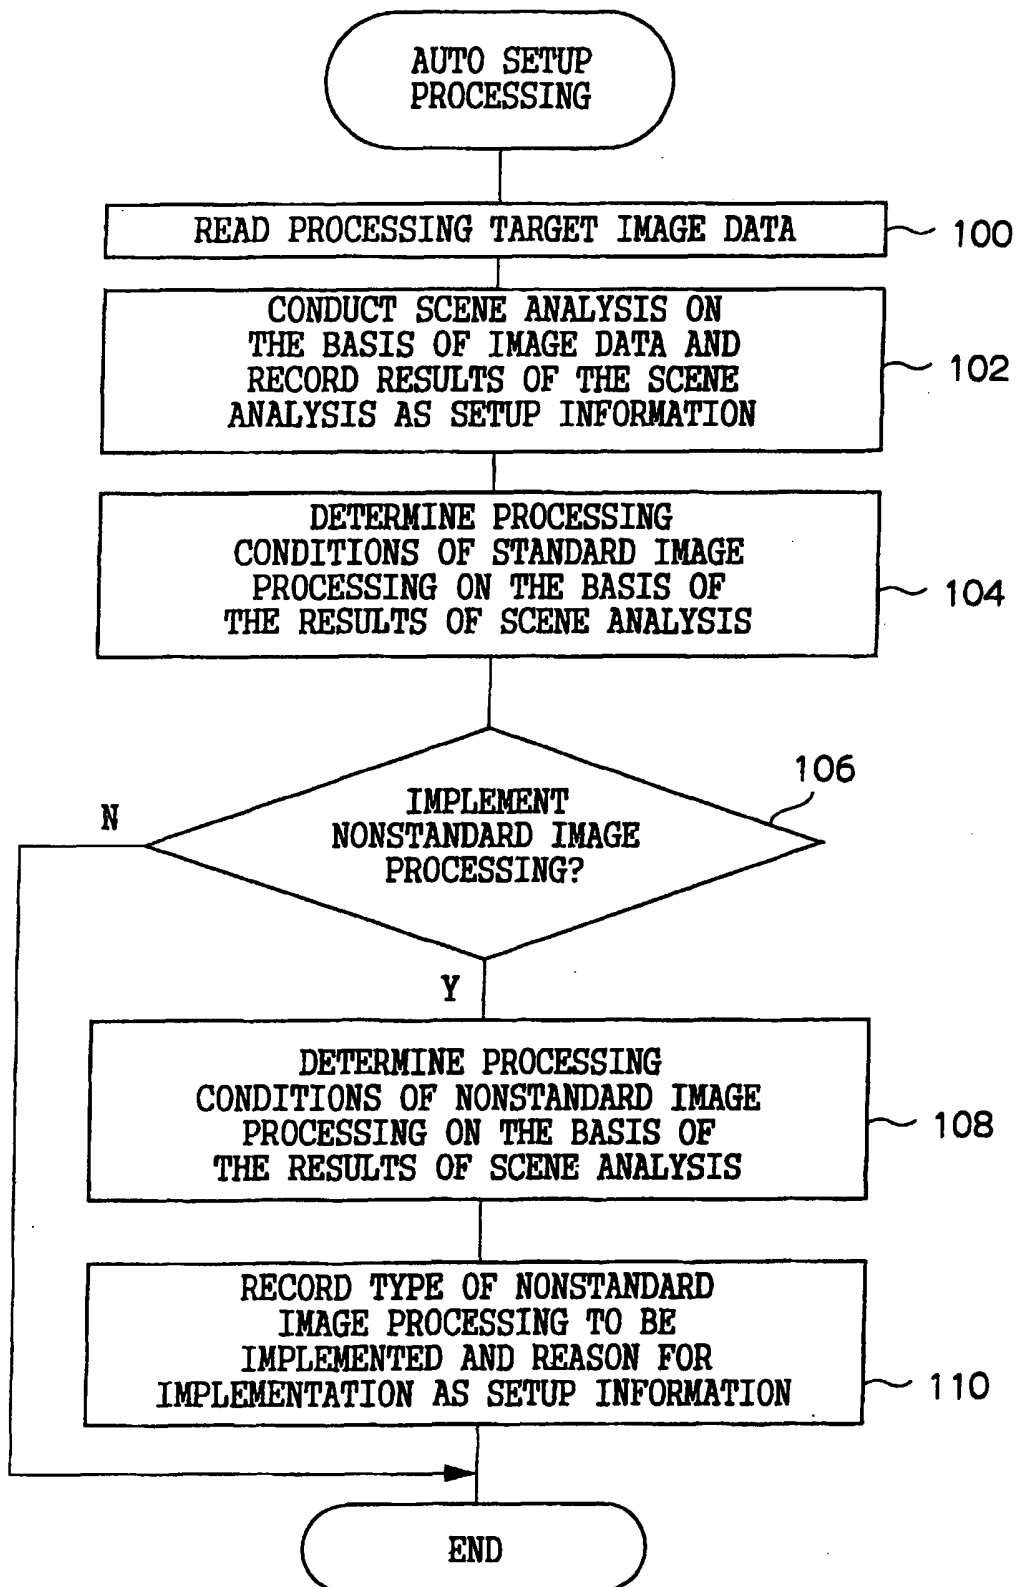 AUTO SETUP
PROCESSING
READ PROCESSING TARGET IMAGE DATA
100
CONDUCT SCENE ANALYSIS ON
THE BASIS OF IMAGE DATA AND
RECORD RESULTS OF THE SCENE
ANALYSIS AS SETUP INFORMATION
102
DETERMINE PROCESSING
CONDITIONS OF STANDARD IMAGE
PROCESSING ON THE BASIS OF
THE RESULTS OF SCENE ANALYSIS
104
106
N
IMPLEMENT
NONSTANDARD IMAGE
PROCESSING?
Y
DETERMINE PROCESSING
CONDITIONS OF NONSTANDARD IMAGE
PROCESSING ON THE BASIS OF
THE RESULTS OF SCENE ANALYSIS
108
RECORD TYPE OF NONSTANDARD
IMAGE PROCESSING TO BE
IMPLEMENTED AND REASON FOR
IMPLEMENTATION AS SETUP INFORMATION
110
END